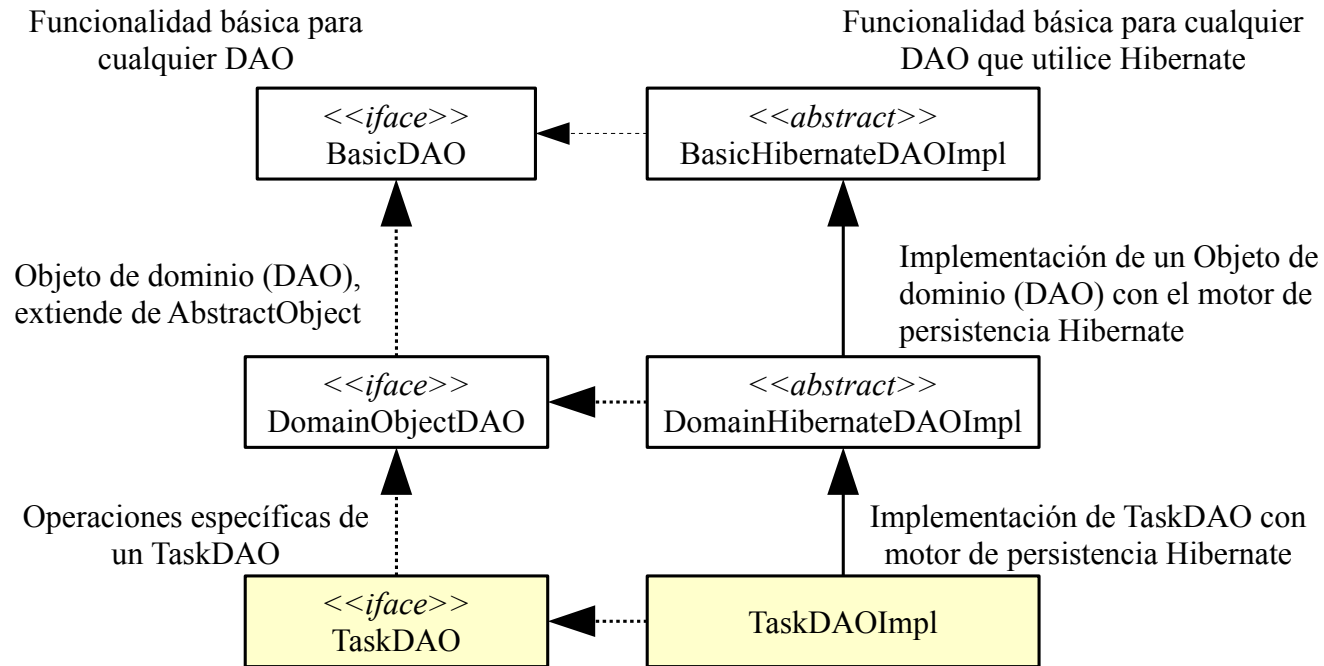 Funcionalidad básica para
cualquier DAO
Funcionalidad básica para cualquier
DAO que utilice Hibernate
<<iface>>
BasicDAO
<<abstract>>
BasicHibernateDAOImpl
Objeto de dominio (DAO),
extiende de AbstractObject
Implementación de un Objeto de
dominio (DAO) con el motor de
persistencia Hibernate
<<iface>>
DomainObjectDAO
<<abstract>>
DomainHibernateDAOImpl
Operaciones específicas de
un TaskDAO
Implementación de TaskDAO con
motor de persistencia Hibernate
<<iface>>
TaskDAO
TaskDAOImpl